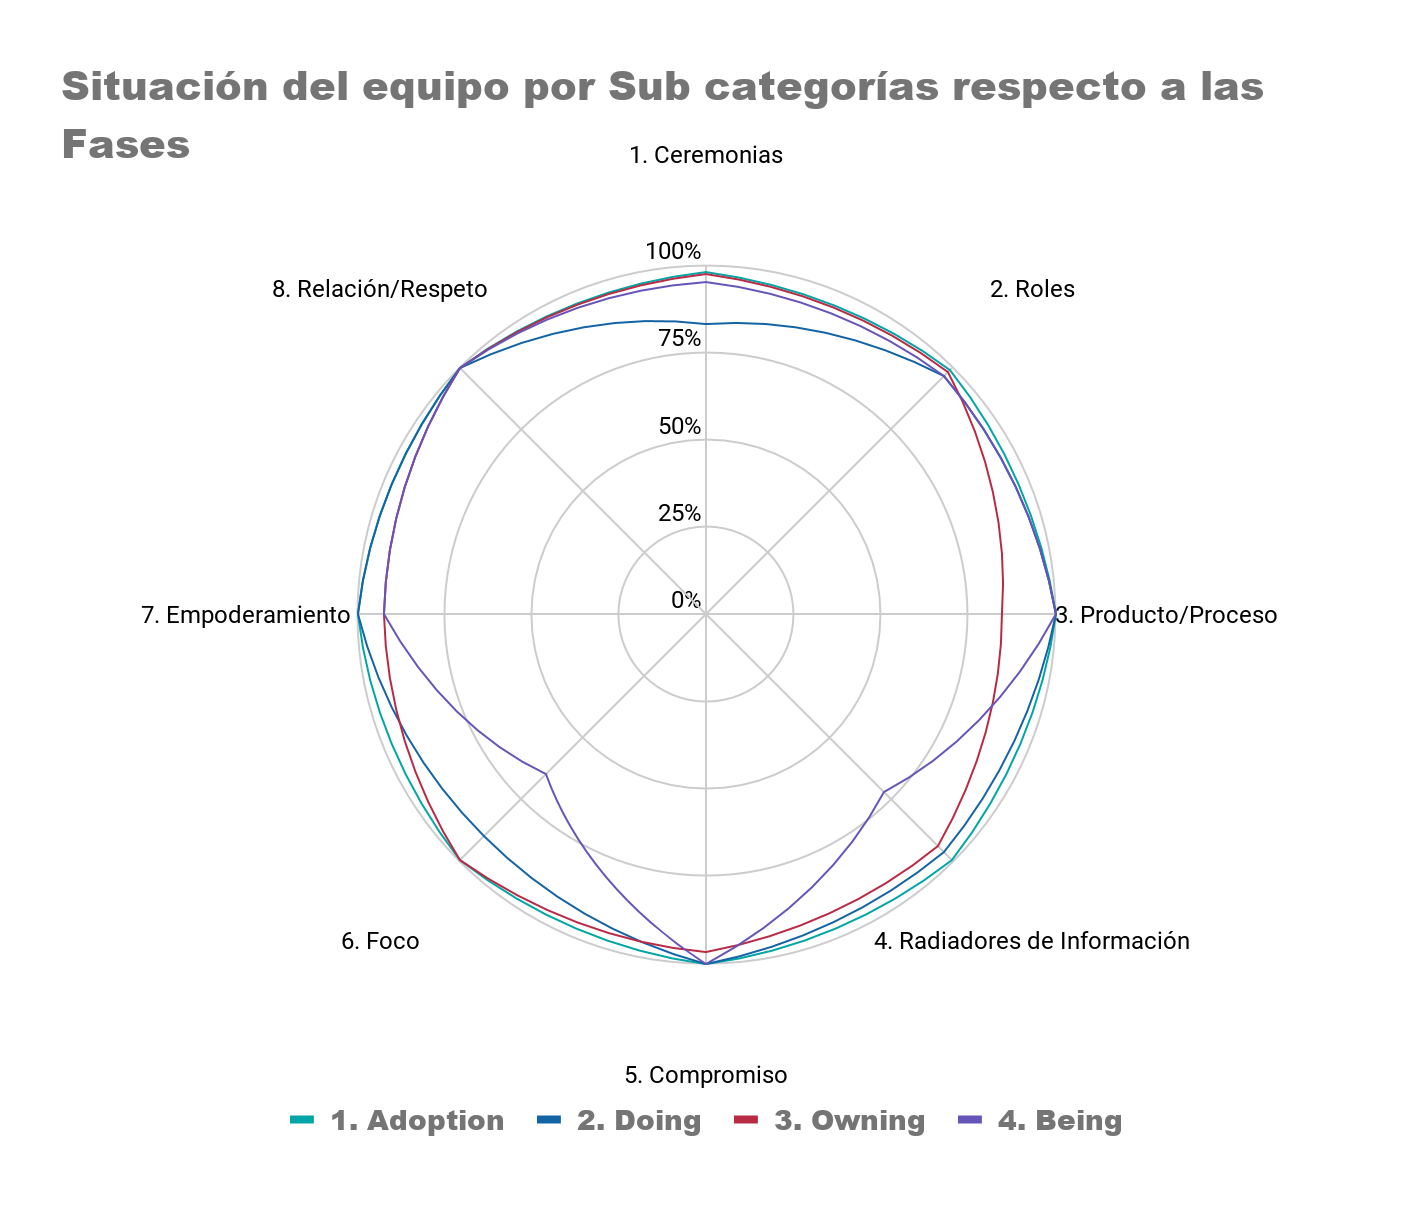 Situación del equipo por Sub categorías respecto a las
Fases
1. Ceremonias
100%
8. Relación/Respeto
2. Roles
75%
50%
25%
0%
7. Empoderamiento
3. Producto/Proceso
6. Foco
4. Radiadores de Información
5. Compromiso
1. Adoption
2. Doing
3. Owning
4. Being